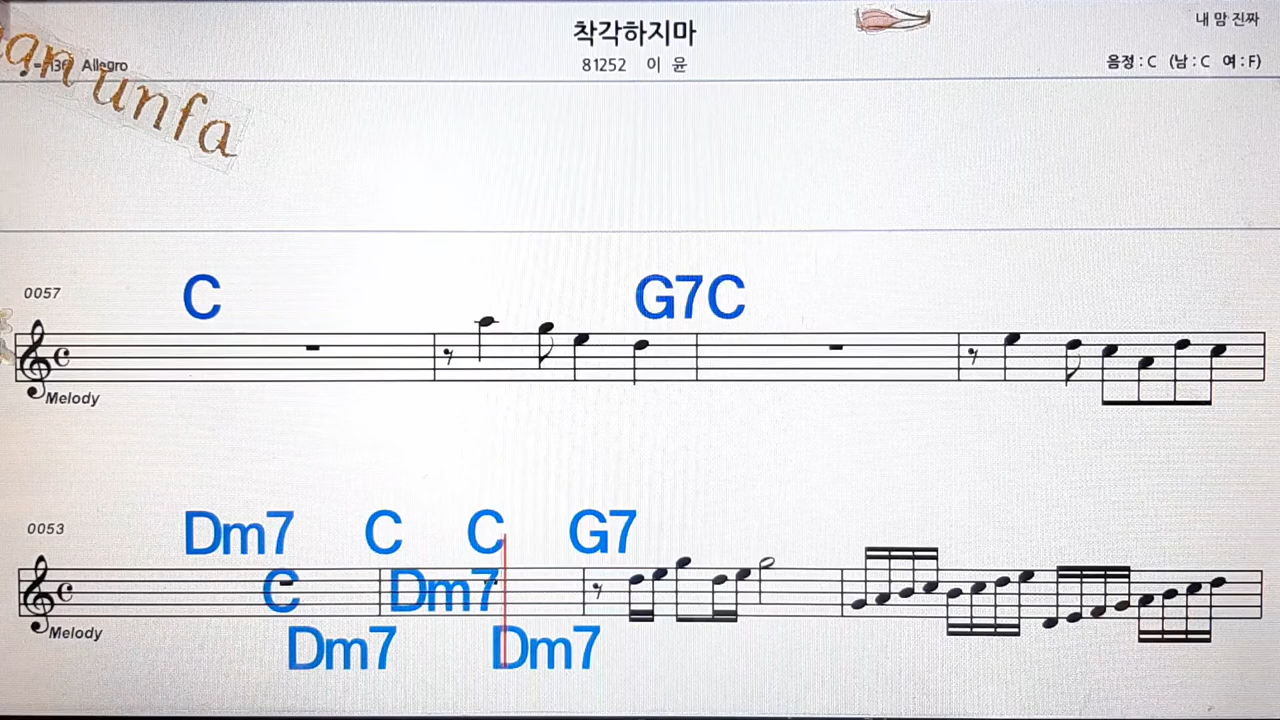 착각하지마
내 맘 진짜
Allegro
81252 이 윤
음정 : C (남 : C 여 : F)
unfa
0057
C G7C
Melody
0053
Dm7 C C G7
C Dm7
Melody
Dm7 Dm7